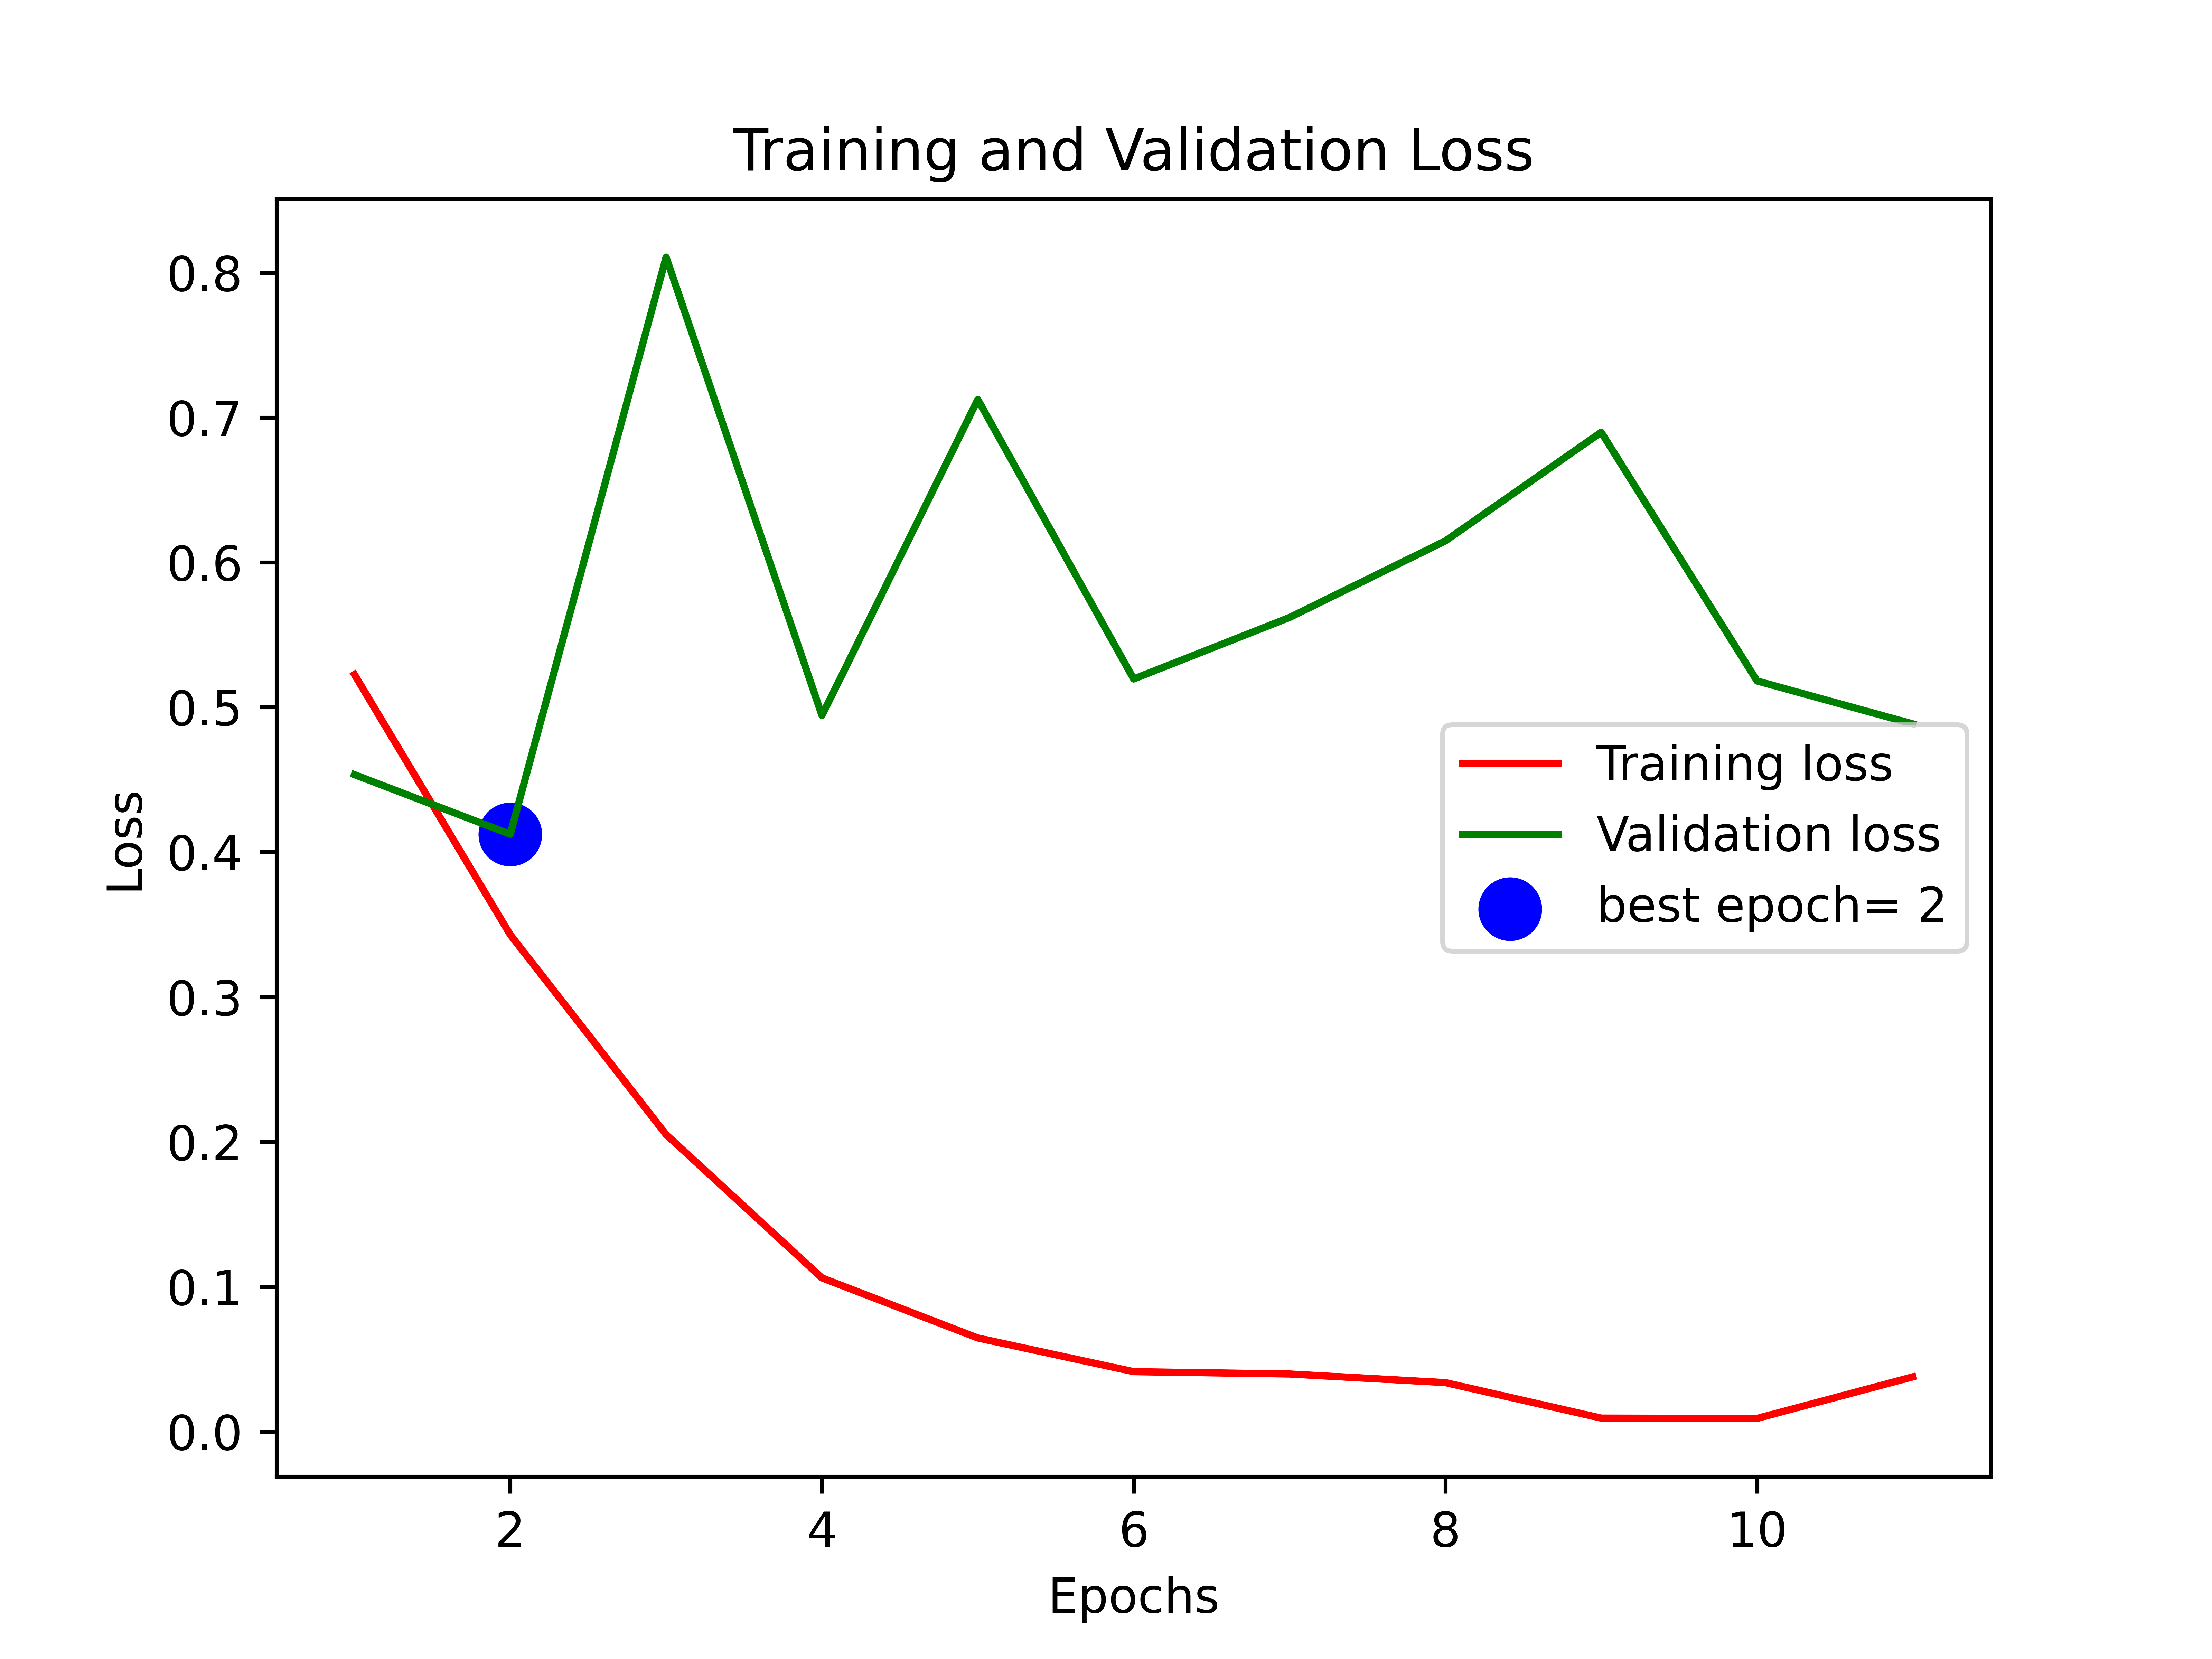 Training and Validation Loss
0.8
0.7
0.6
0.5
0.4
0.3
0.2
0.1
0.0
Loss
Training loss
Validation loss
best epoch= 2
2 4 6 8 10
Epochs